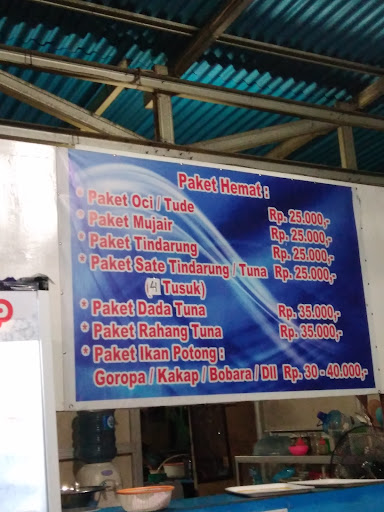 Paket Hemat :
* Paket Oci / Tude Rp. 25.000,-
* Paket Mujair Rp. 25.000,-
* Paket Tindarung Rp. 25.000,-
* Paket Sate Tindarung / Tuna Rp. 25.000,-
(4 Tusuk)
* Paket Dada Tuna Rp. 35.000,-
* Paket Rahang Tuna Rp. 35.000,-
* Paket Ikan Potong :
Goropa / Kakap / Bobara / Dll Rp. 30 - 40.000,-